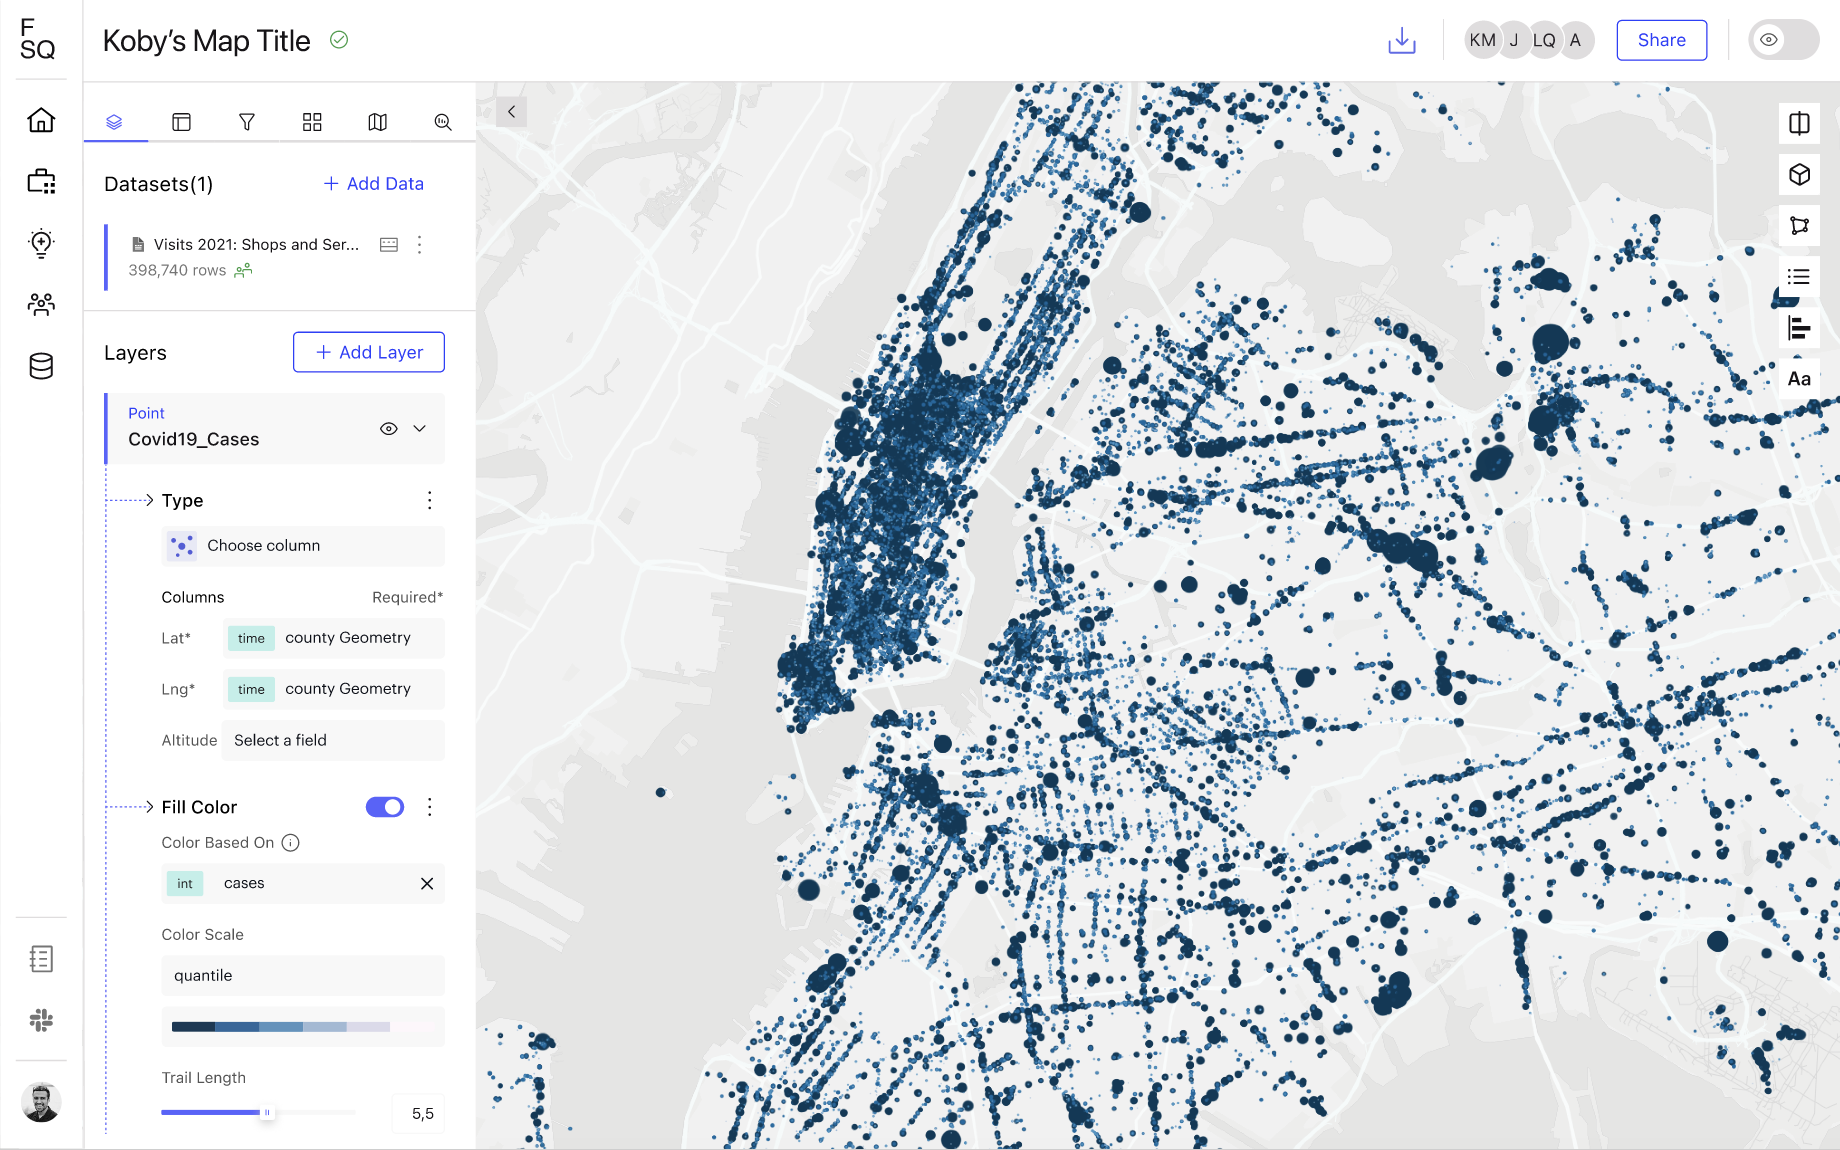 F
SQ
Koby’s Map Title
KM J LQ A
Share
Datasets(1)
+ Add Data
Visits 2021: Shops and Ser...
398,740 rows
Layers
+ Add Layer
Point
Covid19_Cases
Type
Choose column
Columns
Required*
Lat*
time
county Geometry
Lng*
time
county Geometry
Altitude
Select a field
Fill Color
Color Based On
int
cases
Color Scale
quantile
Trail Length
5,5
Aa